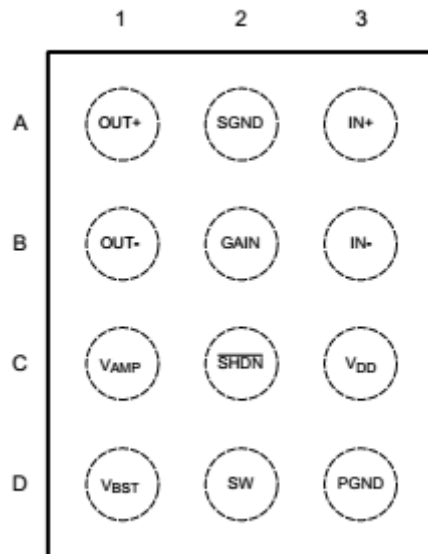 1 2 3
A OUT+ SGND IN+
B OUT- GAIN IN-
C VAMP SHDN VDD
D VBST SW PGND